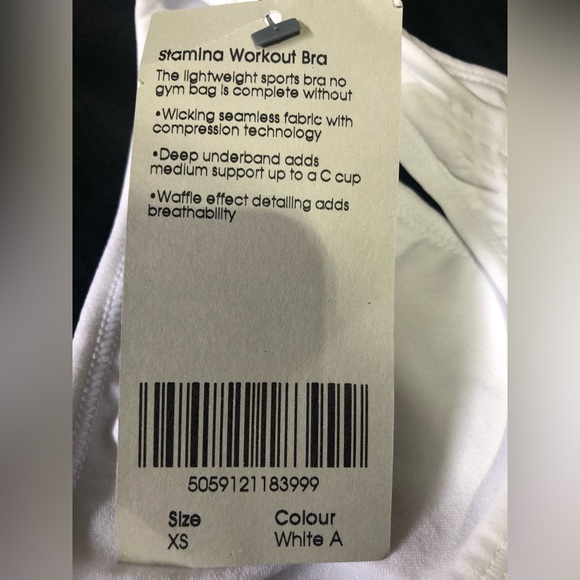 Stamina Workout Bra
The lightweight sports bra no
gym bag is complete without
•Wicking seamless fabric with
compression technology
•Deep underband adds
medium support up to a C cup
•Waffle effect detailing adds
breathability
5059121183999
Size Colour
XS White A